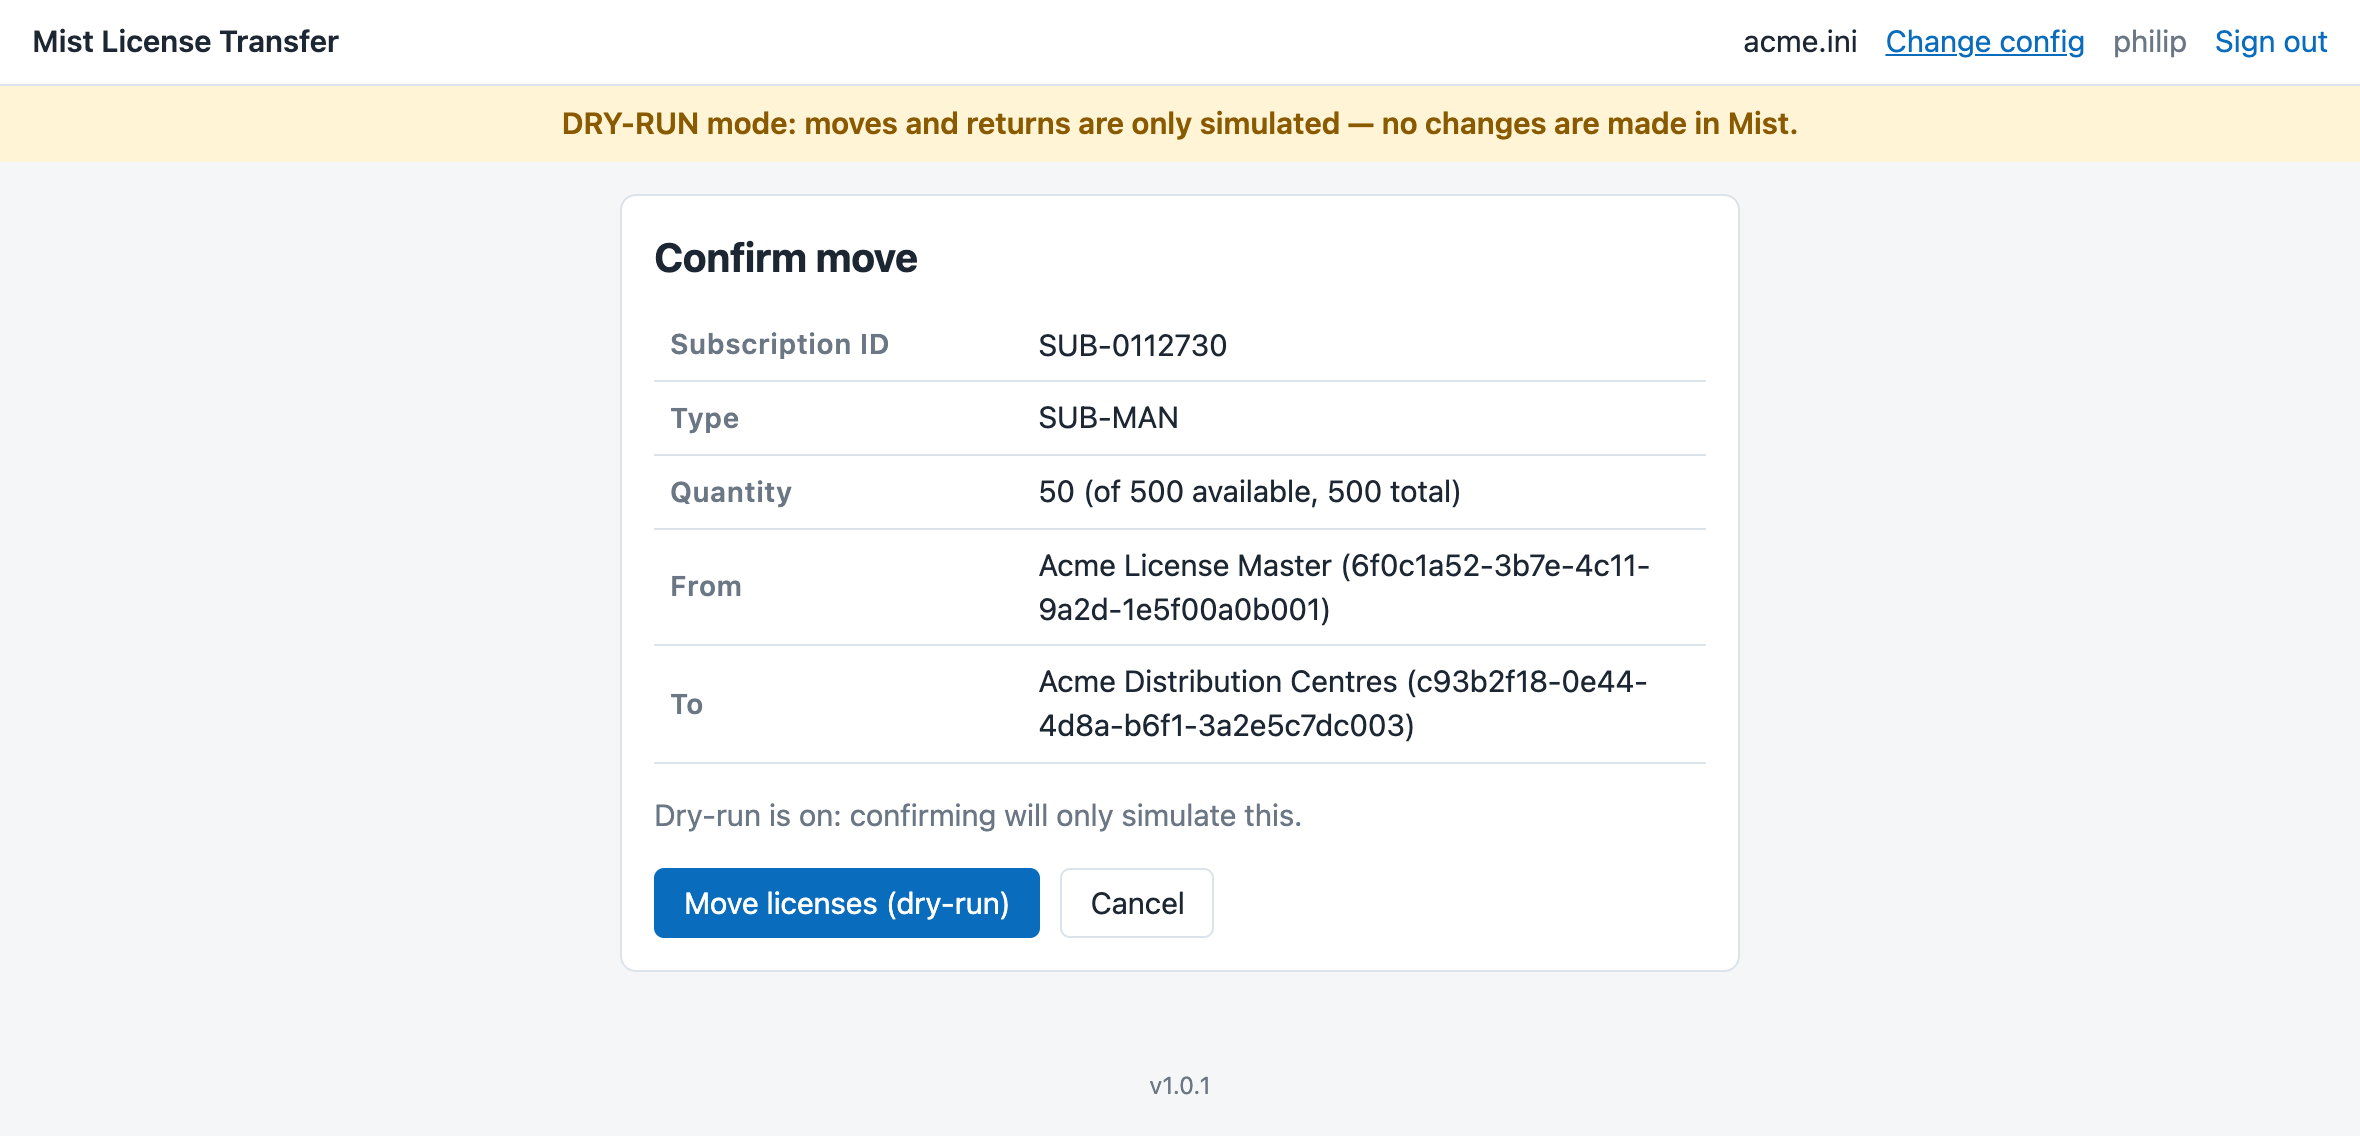 Mist License Transfer
acme.ini Change config philip Sign out
DRY-RUN mode: moves and returns are only simulated — no changes are made in Mist.
Confirm move
Subscription ID SUB-0112730
Type SUB-MAN
Quantity 50 (of 500 available, 500 total)
From Acme License Master (6f0c1a52-3b7e-4c11-
9a2d-1e5f00a0b001)
To Acme Distribution Centres (c93b2f18-0e44-
4d8a-b6f1-3a2e5c7dc003)
Dry-run is on: confirming will only simulate this.
Move licenses (dry-run) Cancel
v1.0.1